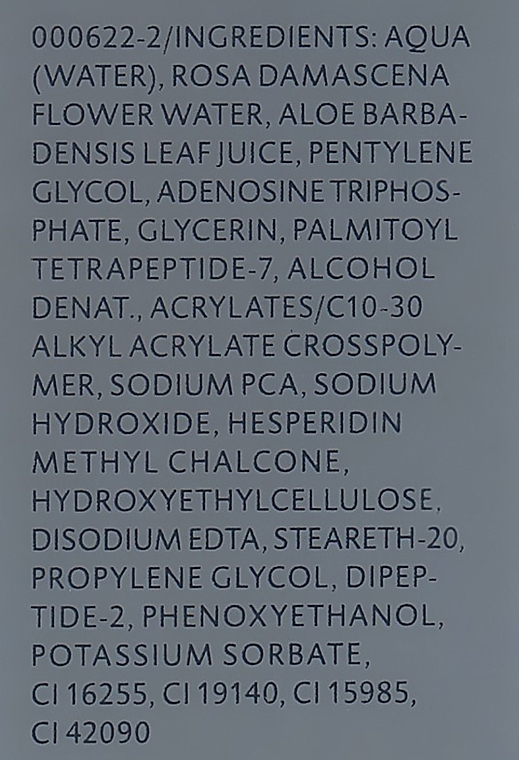 000622-2/INGREDIENTS: AQUA
(WATER), ROSA DAMASCENA
FLOWER WATER, ALOE BARBA-
DENSIS LEAF JUICE, PENTYLENE
GLYCOL, ADENOSINE TRIPHOS-
PHATE, GLYCERIN, PALMITOYL
TETRAPEPTIDE-7, ALCOHOL
DENAT., ACRYLATES/C10-30
ALKYL ACRYLATE CROSSPOLY-
MER, SODIUM PCA, SODIUM
HYDROXIDE, HESPERIDIN
METHYL CHALCONE,
HYDROXYETHYLCELLULOSE,
DISODIUM EDTA, STEARETH-20,
PROPYLENE GLYCOL, DIPEP-
TIDE-2, PHENOXYETHANOL,
POTASSIUM SORBATE,
CI 16255, CI 19140, CI 15985,
CI 42090